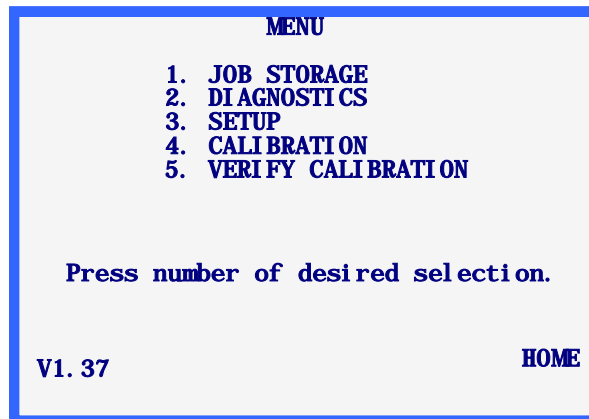 MENU
1. JOB STORAGE
2. DIAGNOSTICS
3. SETUP
4. CALIBRATION
5. VERIFY CALIBRATION
Press number of desired selection.
HOME
V1.37